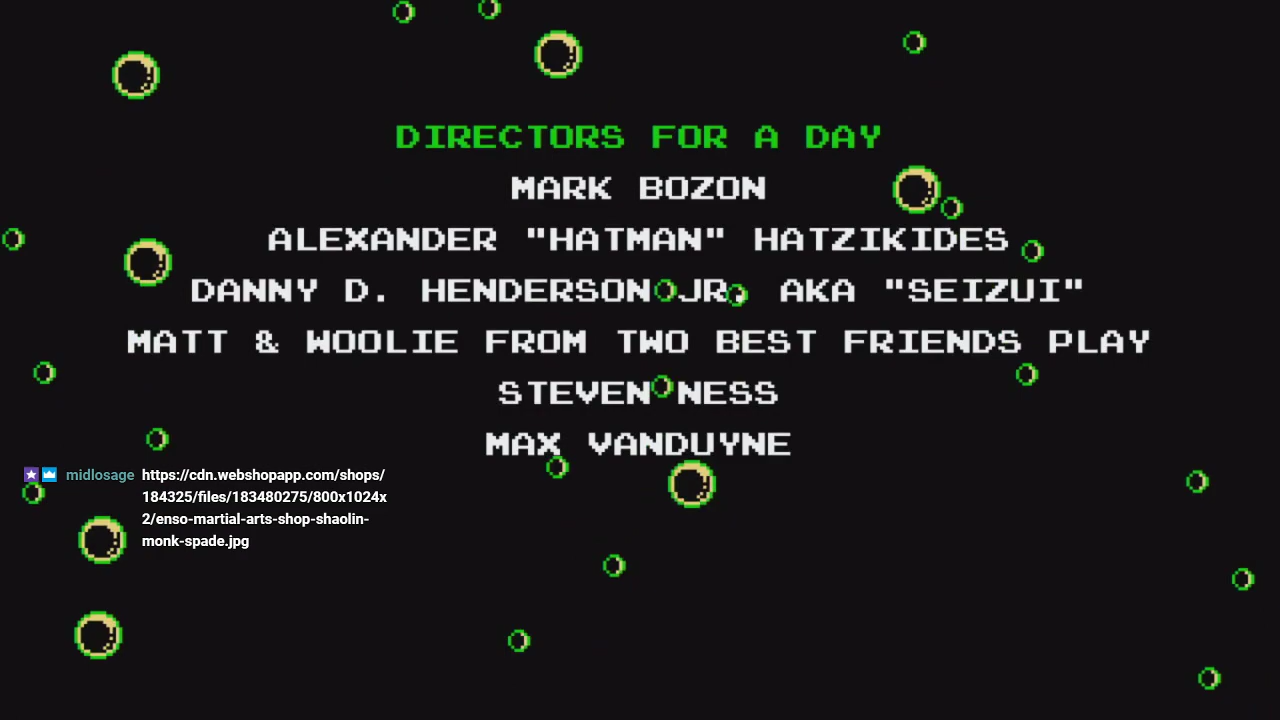 DIRECTORS FOR A DAY
MARK BOZON
ALEXANDER "HATMAN" HATZIKIDES
DANNY D. HENDERSON JR. AKA "SEIZUI"
MATT & WOOLIE FROM TWO BEST FRIENDS PLAY
STEVEN NESS
MAX VANDUYNE
midlosage https://cdn.webshopapp.com/shops/
184325/files/183480275/800x1024x
2/enso-martial-arts-shop-shaolin-
monk-spade.jpg